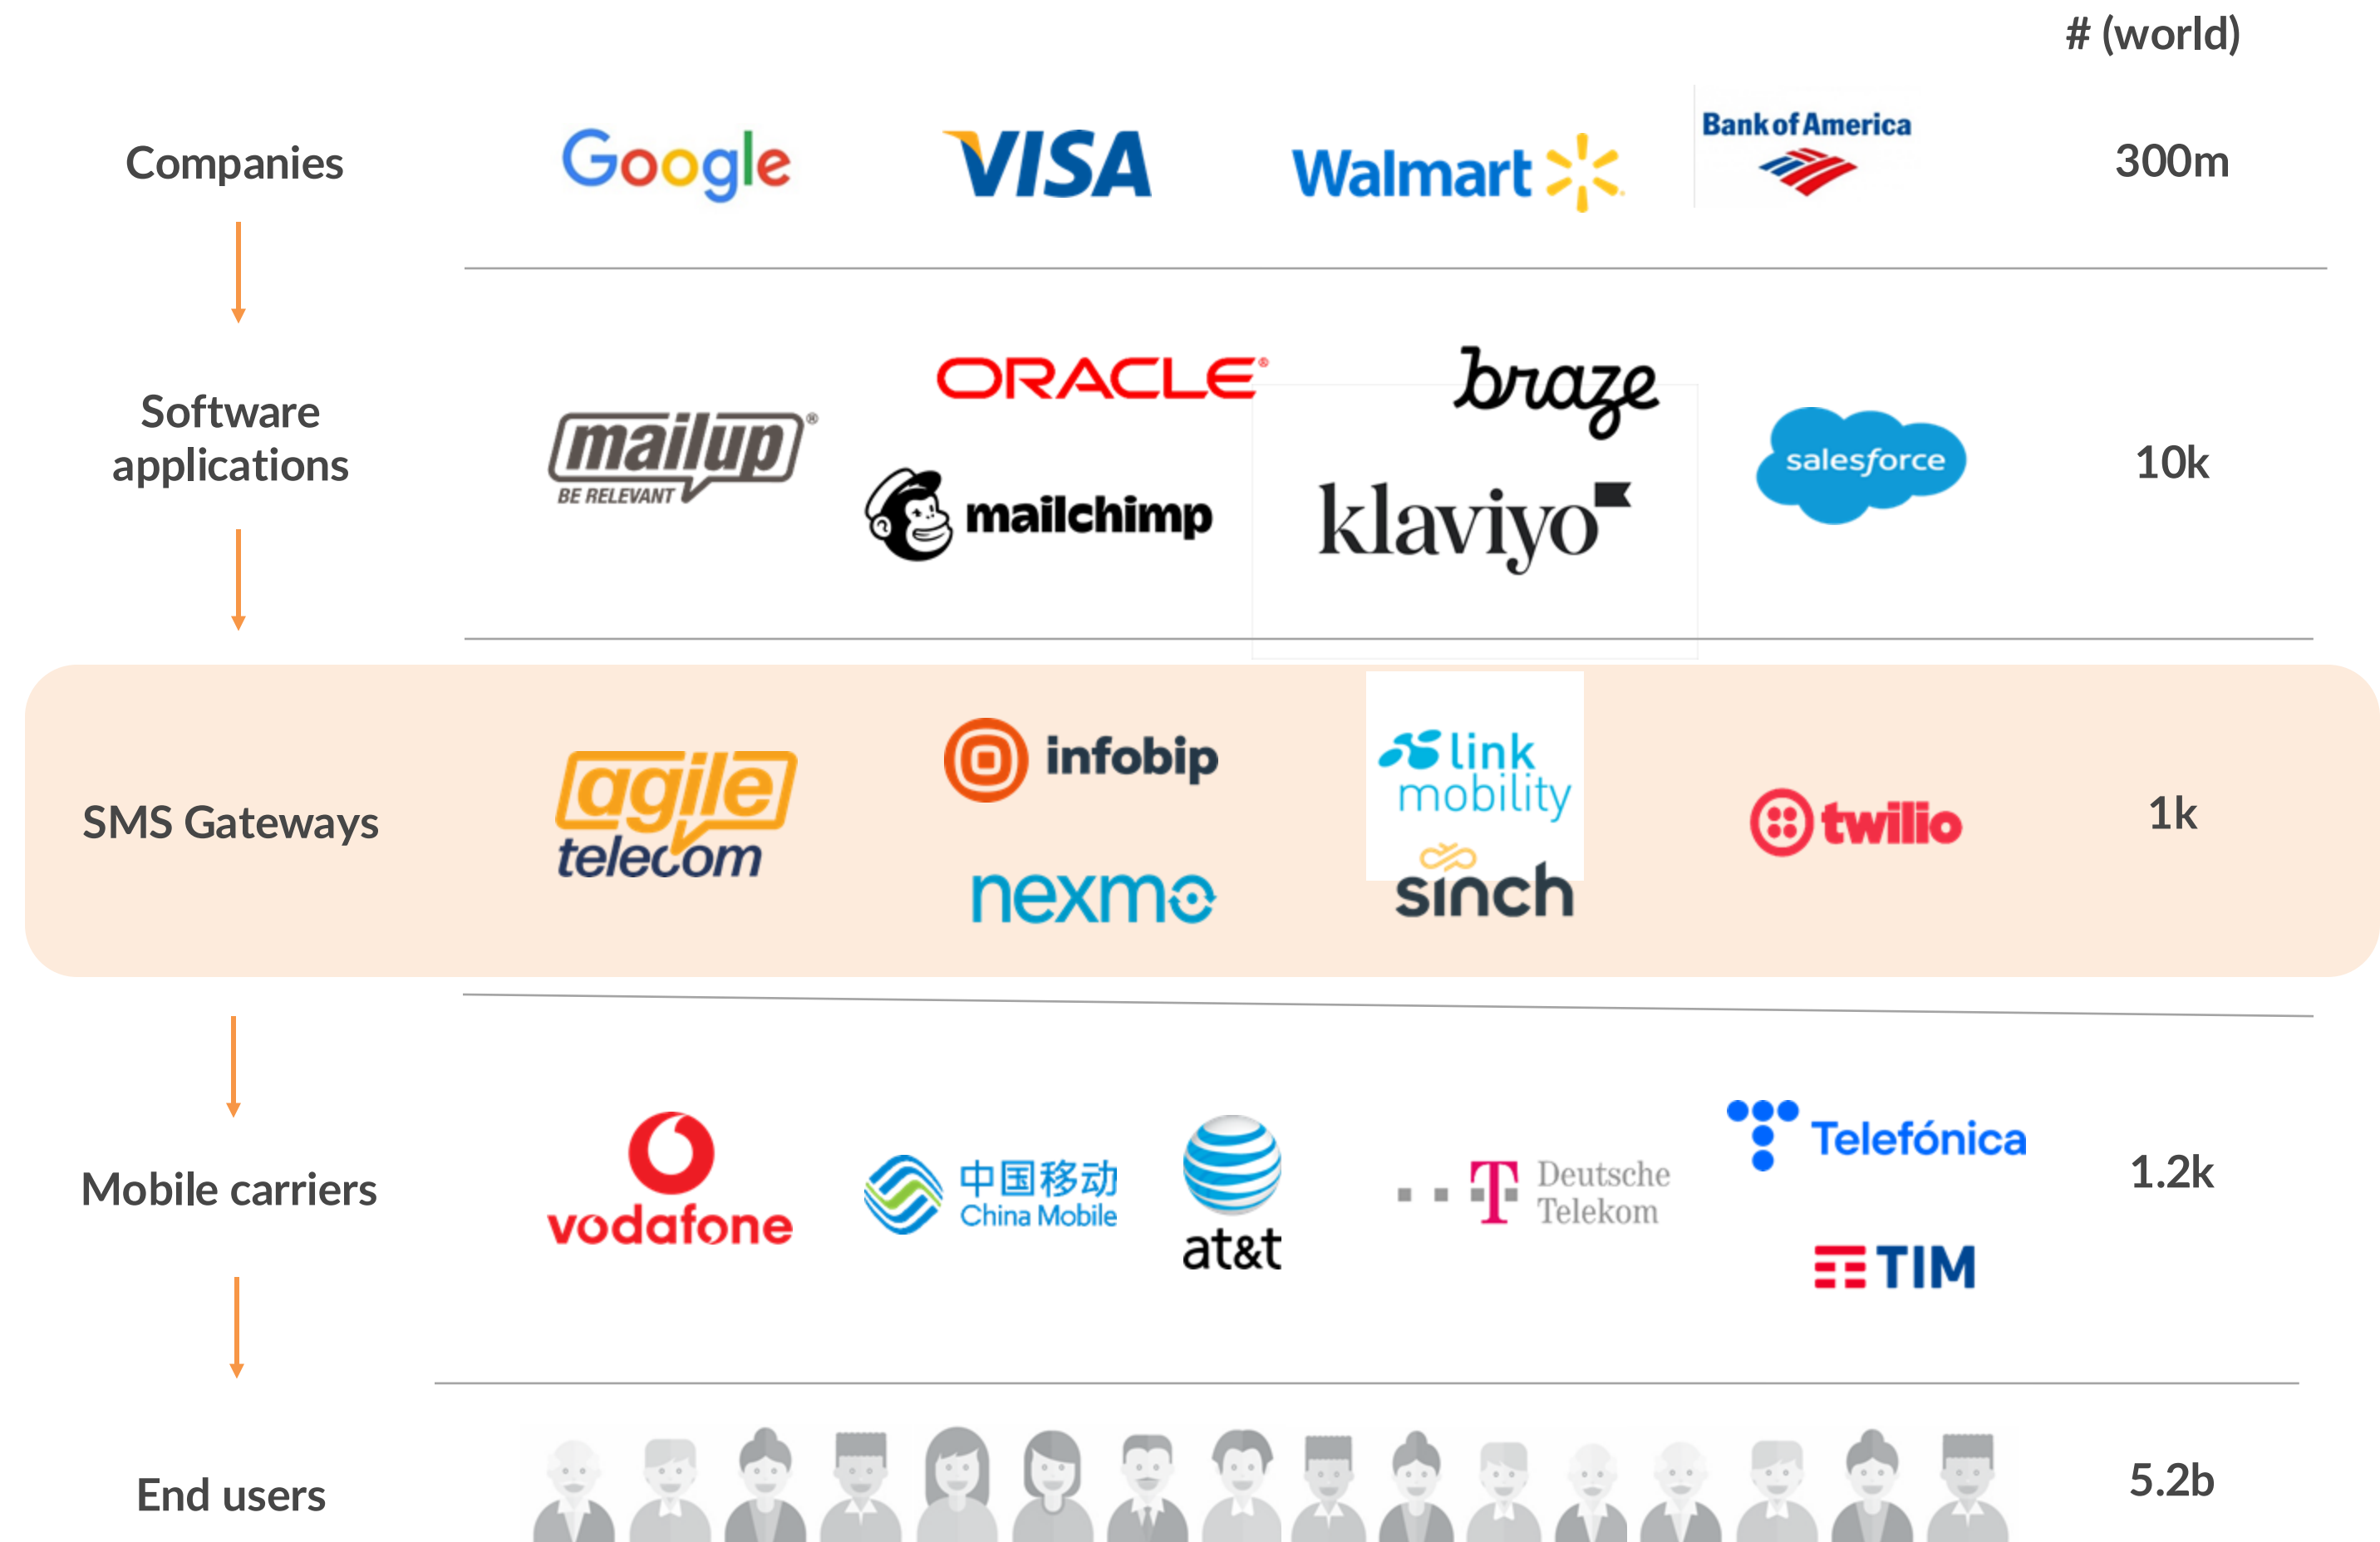 # (world)
Companies
Google
VISA
Walmart
Bank of America
300m
Software
applications
mailup®
BE RELEVANT
ORACLE®
mailchimp
braze
klaviyo
salesforce
10k
SMS Gateways
agile
telecom
infobip
nexmo
link
mobility
sinch
twilio
1k
Mobile carriers
vodafone
中国移动
China Mobile
at&t
T
Deutsche
Telekom
Telefónica
TIM
1.2k
End users
5.2b